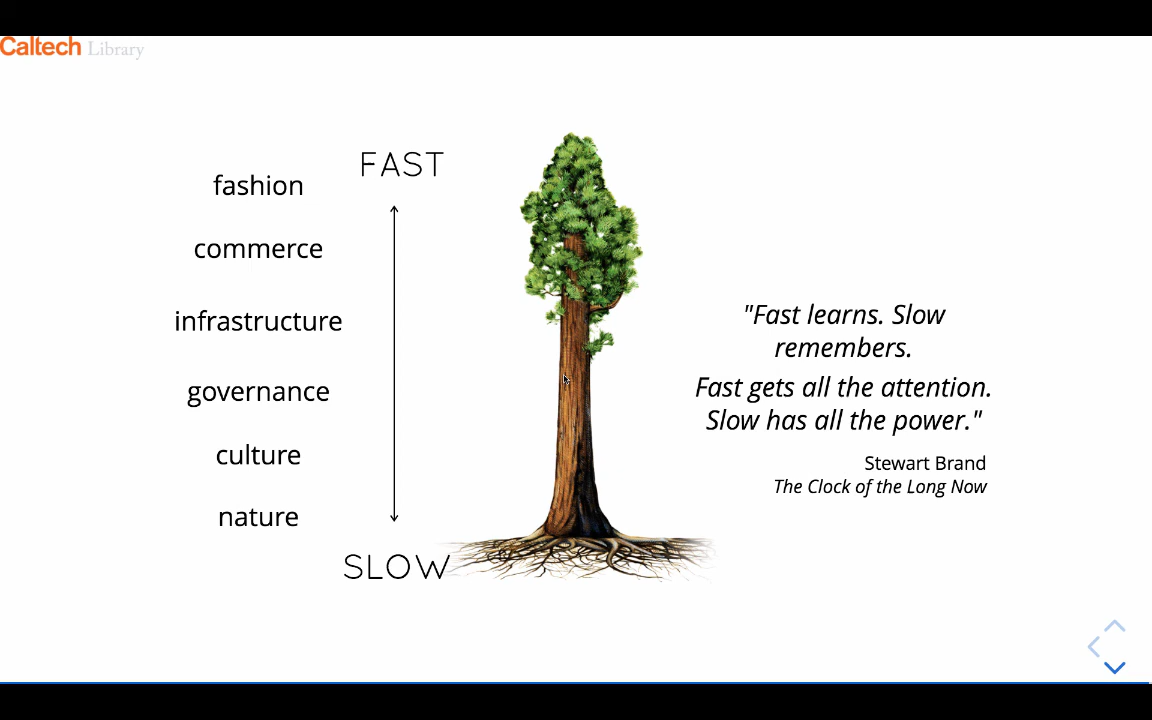 Caltech Library
FAST
fashion
commerce
infrastructure
governance
culture
nature
SLOW
"Fast learns. Slow
remembers.
Fast gets all the attention.
Slow has all the power."
Stewart Brand
The Clock of the Long Now